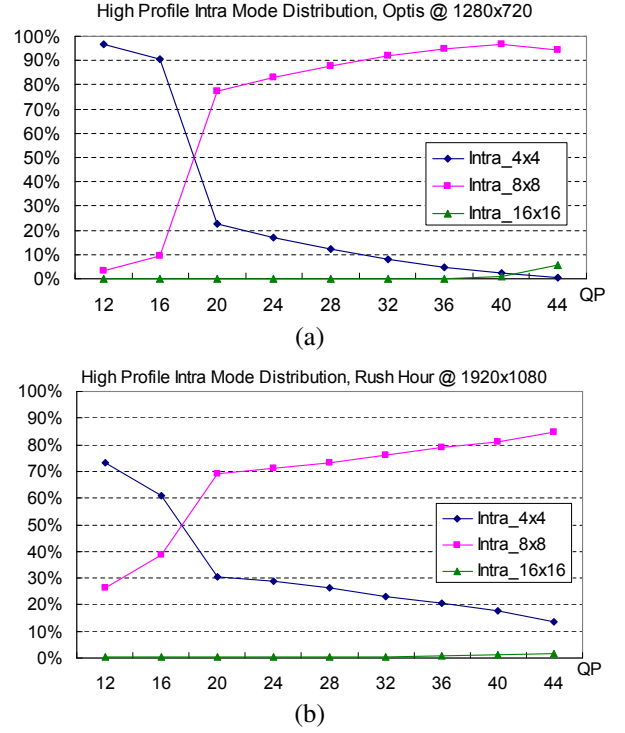 High Profile Intra Mode Distribution, Optis @ 1280x720
100%
90%
80%
70%
60%
50%
40%
30%
20%
10%
0%
Intra_4x4
Intra_8x8
Intra_16x16
12 16 20 24 28 32 36 40 44 QP
(a)
High Profile Intra Mode Distribution, Rush Hour @ 1920x1080
100%
90%
80%
70%
60%
50%
40%
30%
20%
10%
0%
Intra_4x4
Intra_8x8
Intra_16x16
12 16 20 24 28 32 36 40 44 QP
(b)